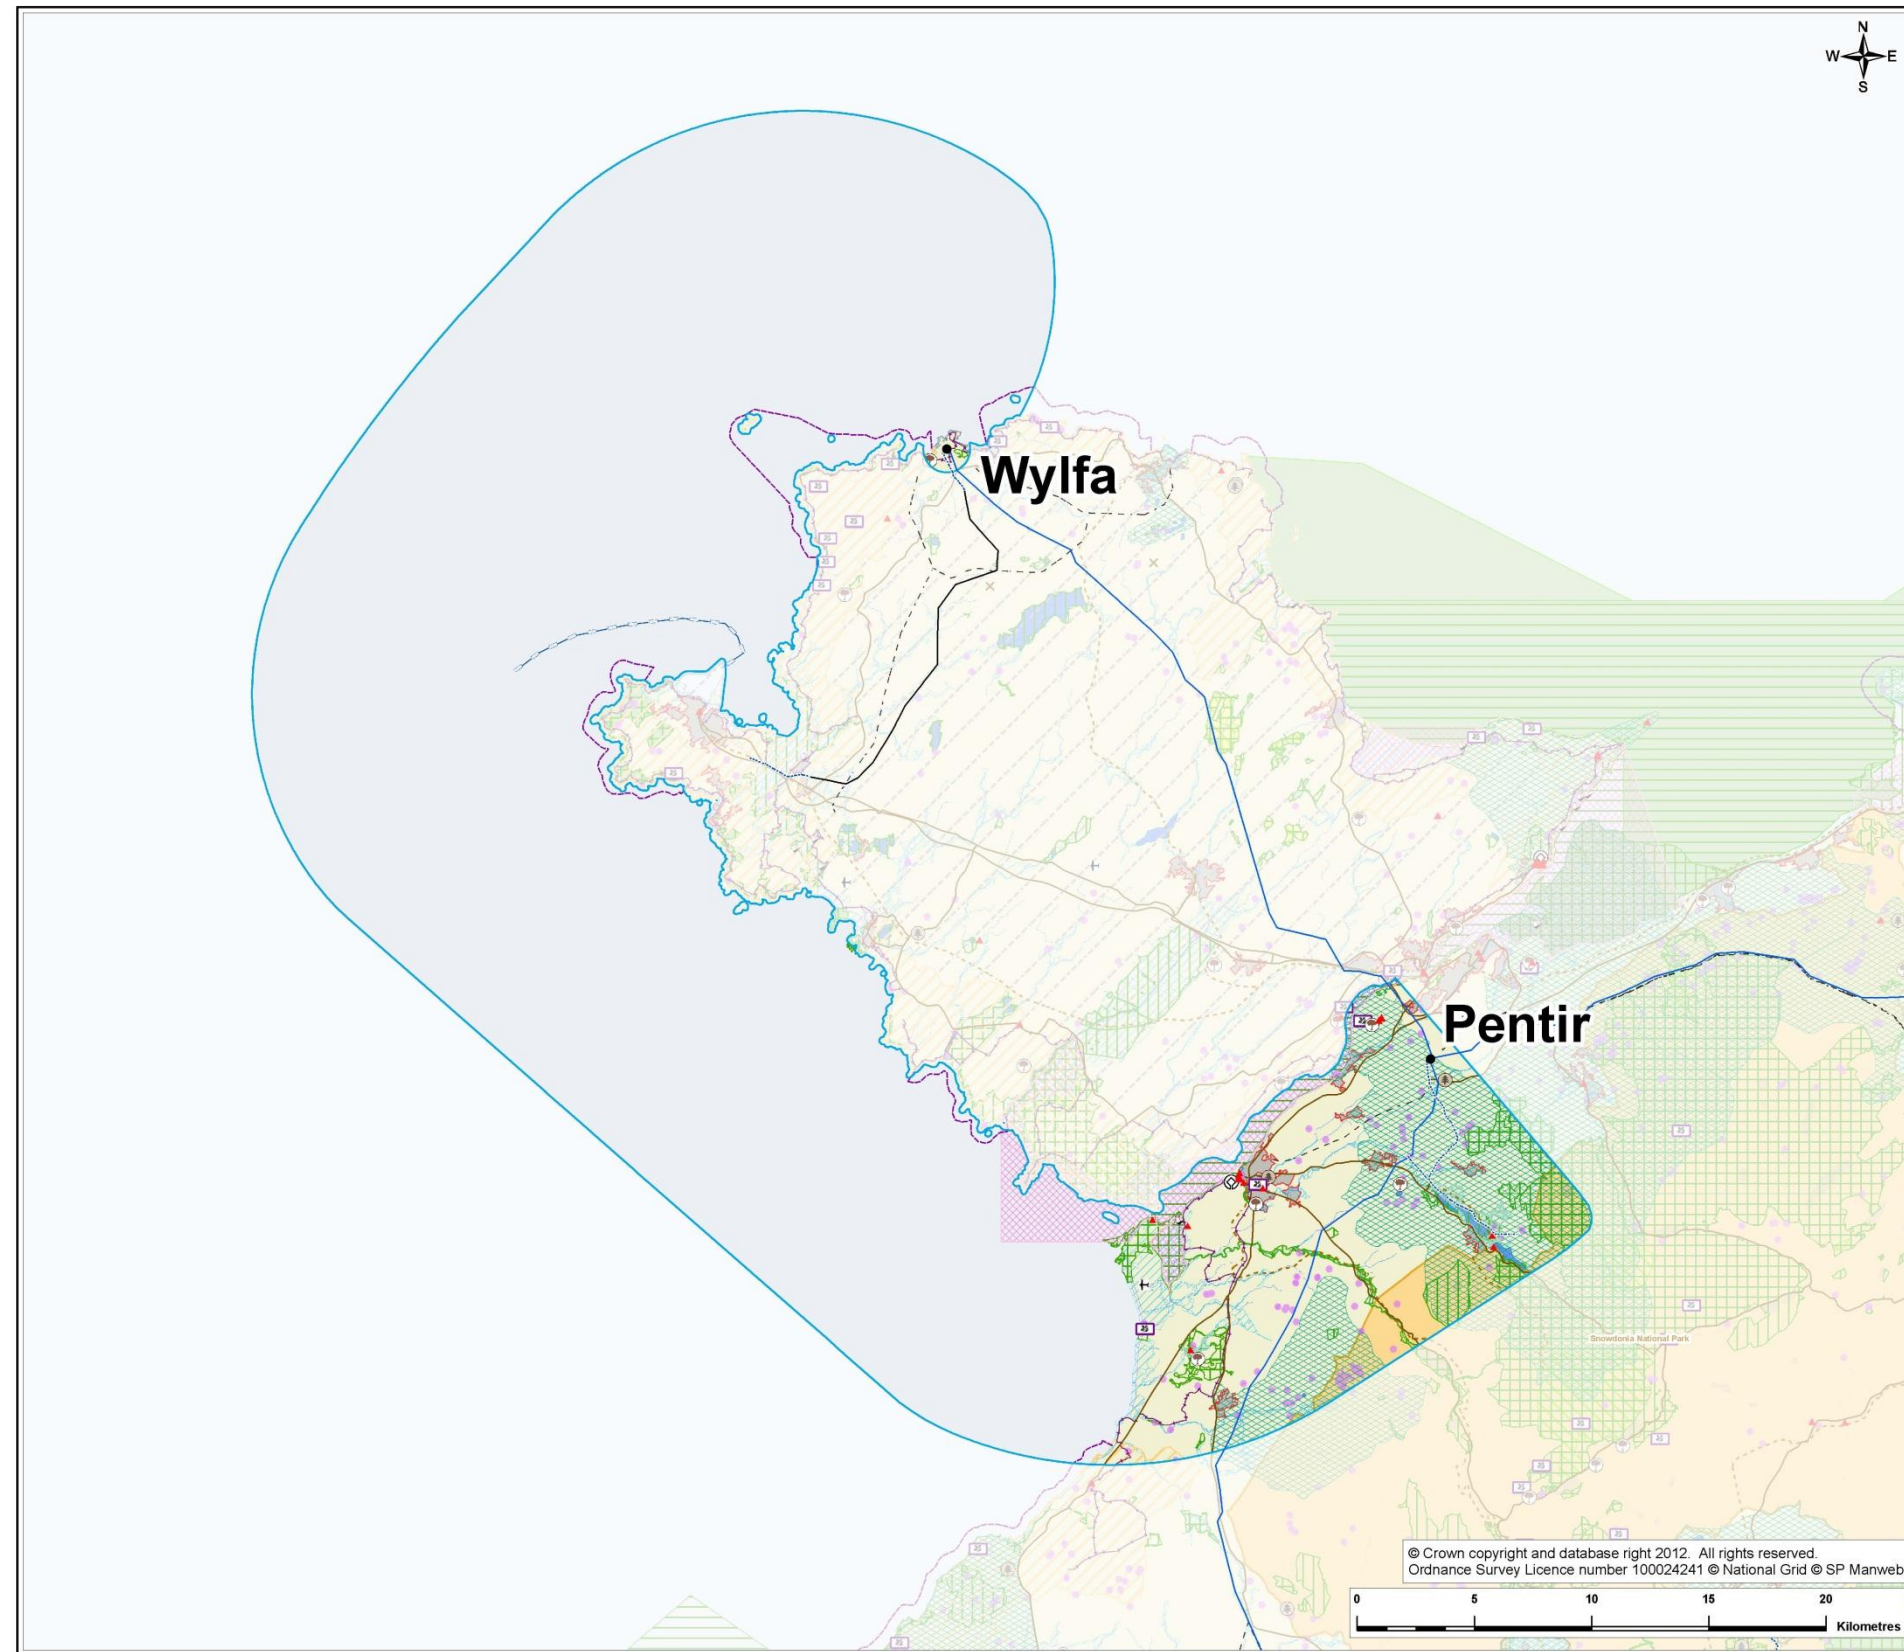 N
W E
S
Wylfa
Pentir
Snowdonia National Park
© Crown copyright and database right 2012. All rights reserved.
Ordnance Survey Licence number 100024241 © National Grid © SP Manweb
0 5 10 15 20
Kilometres